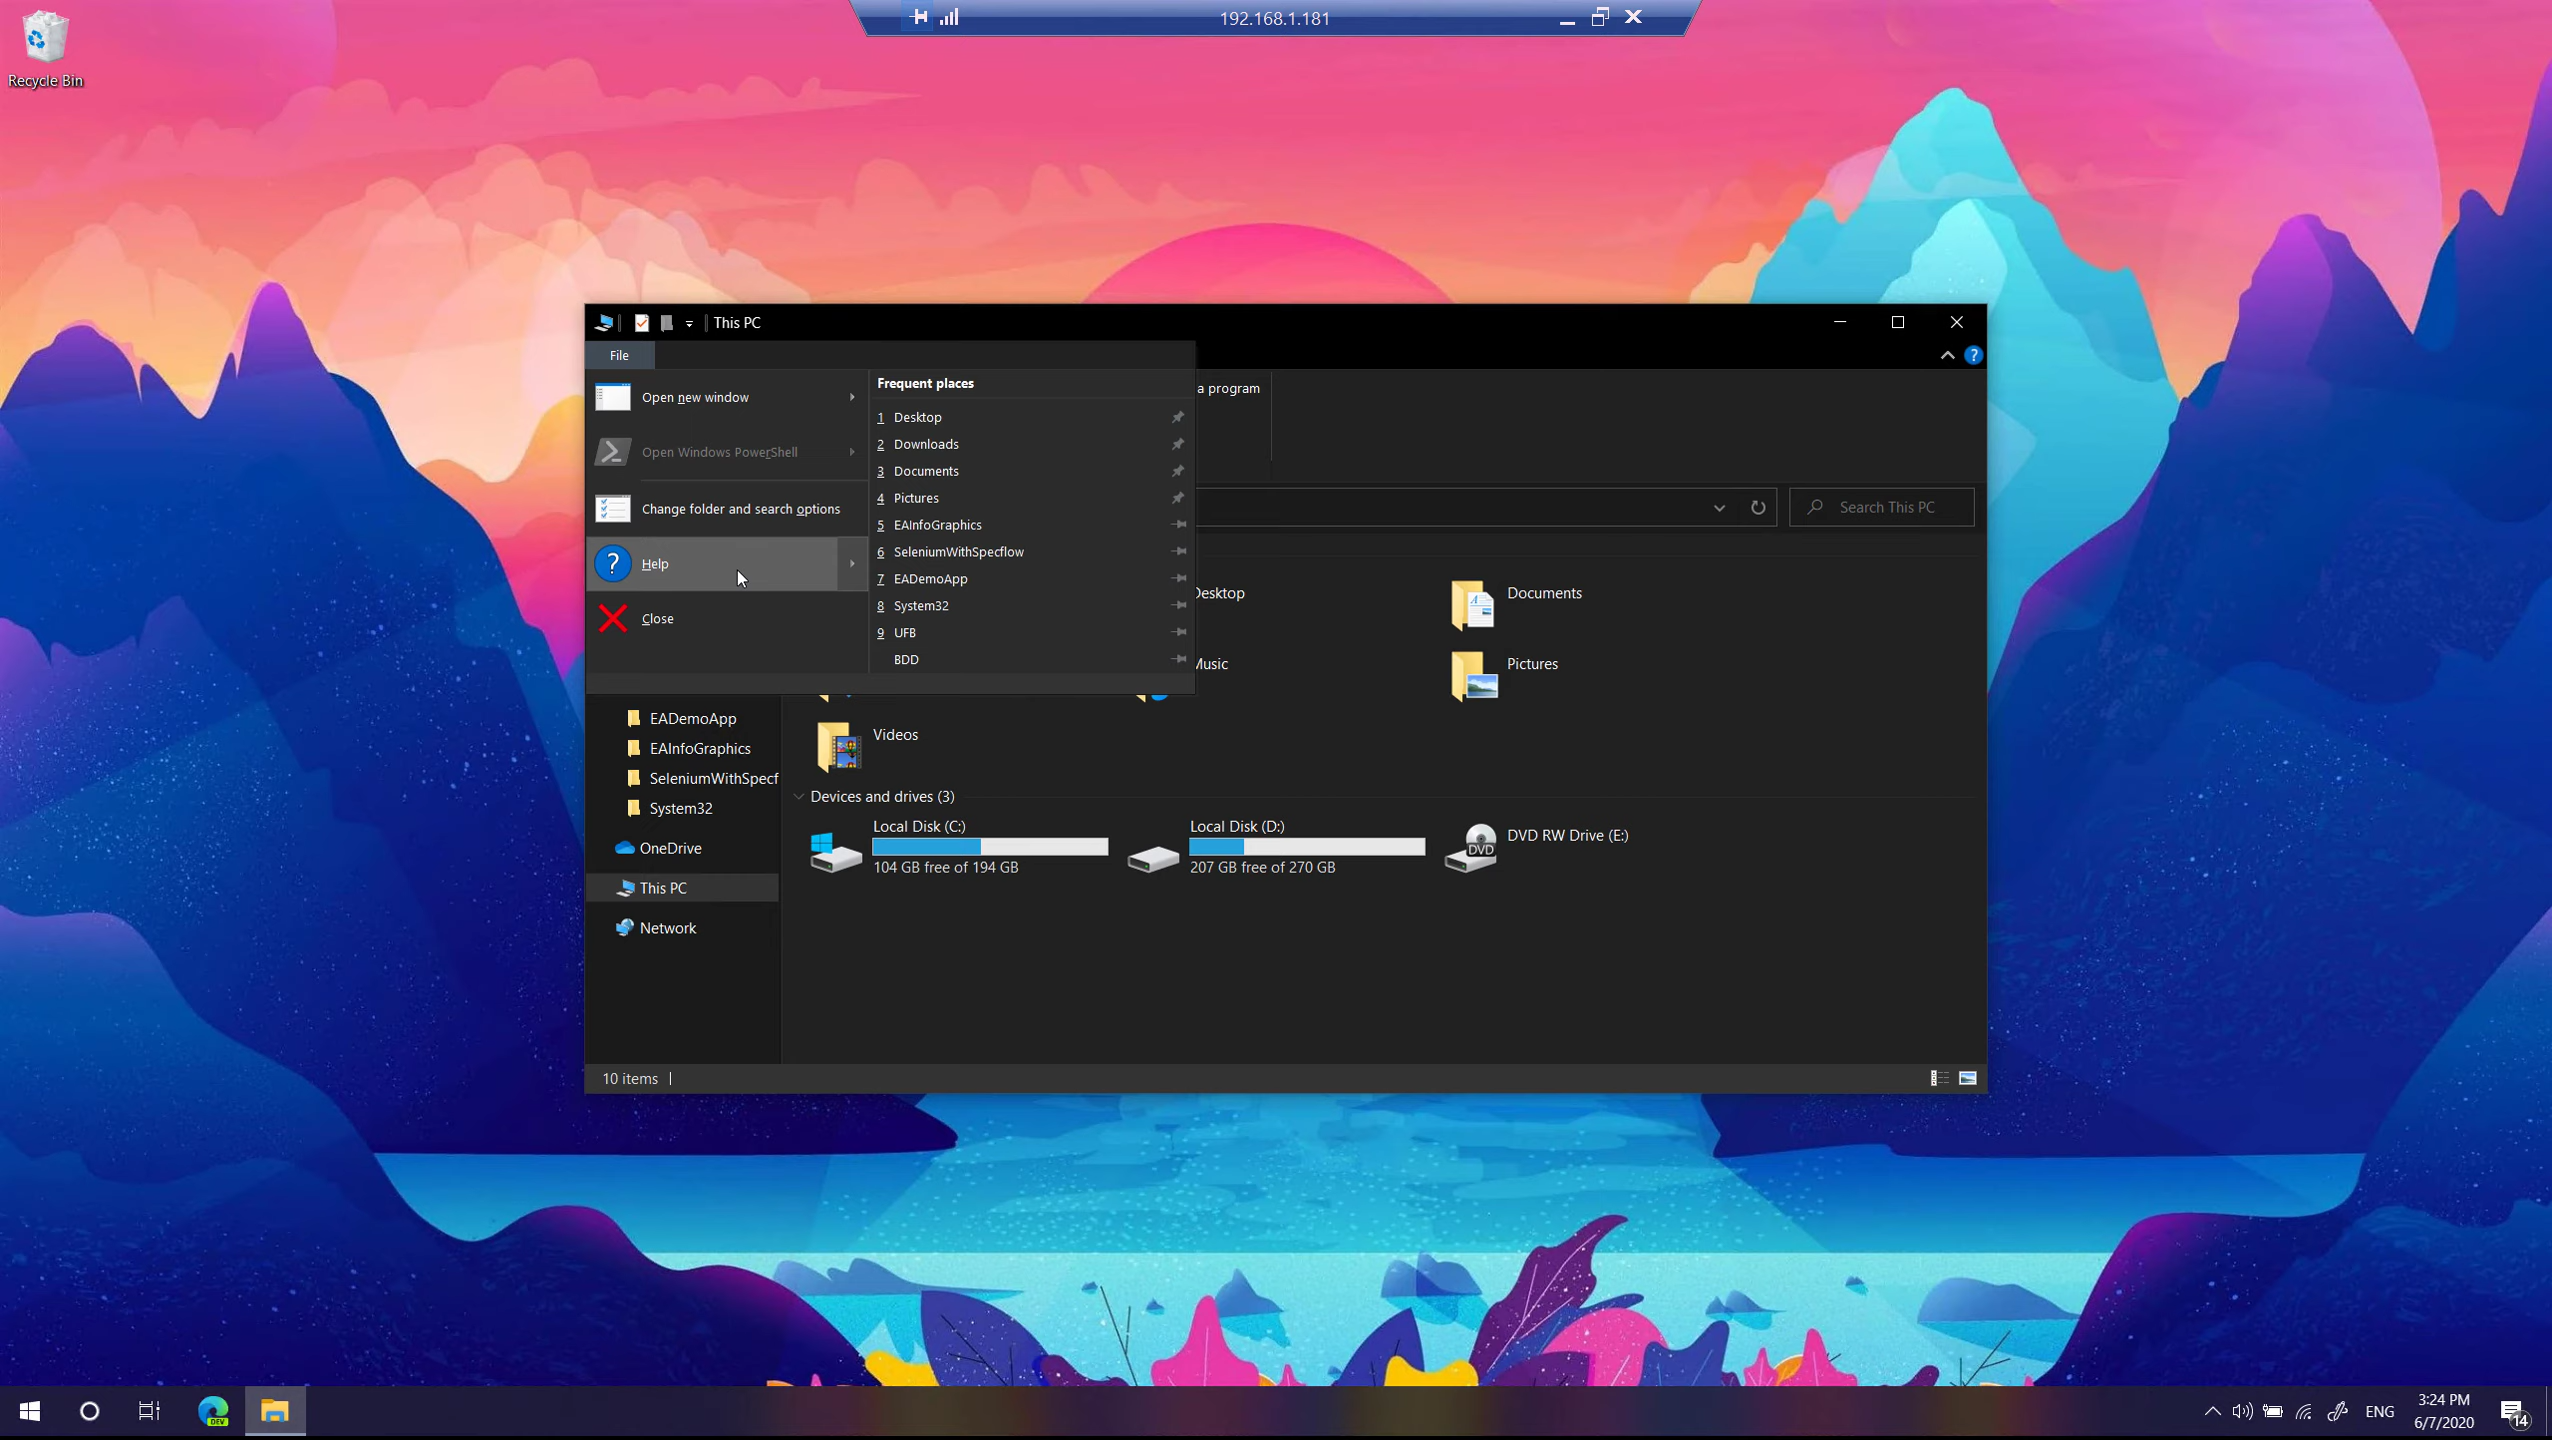 192.168.1.181
Recycle Bin
This PC
File
Open new window
Open Windows PowerShell
Change folder and search options
Help
Close
Frequent places
1 Desktop
2 Downloads
3 Documents
4 Pictures
5 EAInfoGraphics
6 SeleniumWithSpecflow
7 EADemoApp
8 System32
9 UFB
BDD
a program
Search This PC
Desktop
Documents
Music
Pictures
Videos
EADemoApp
EAInfoGraphics
SeleniumWithSpecf
System32
OneDrive
This PC
Network
Devices and drives (3)
Local Disk (C:)
104 GB free of 194 GB
Local Disk (D:)
207 GB free of 270 GB
DVD
DVD RW Drive (E:)
10 items
DEV
ENG
3:24 PM
6/7/2020
14